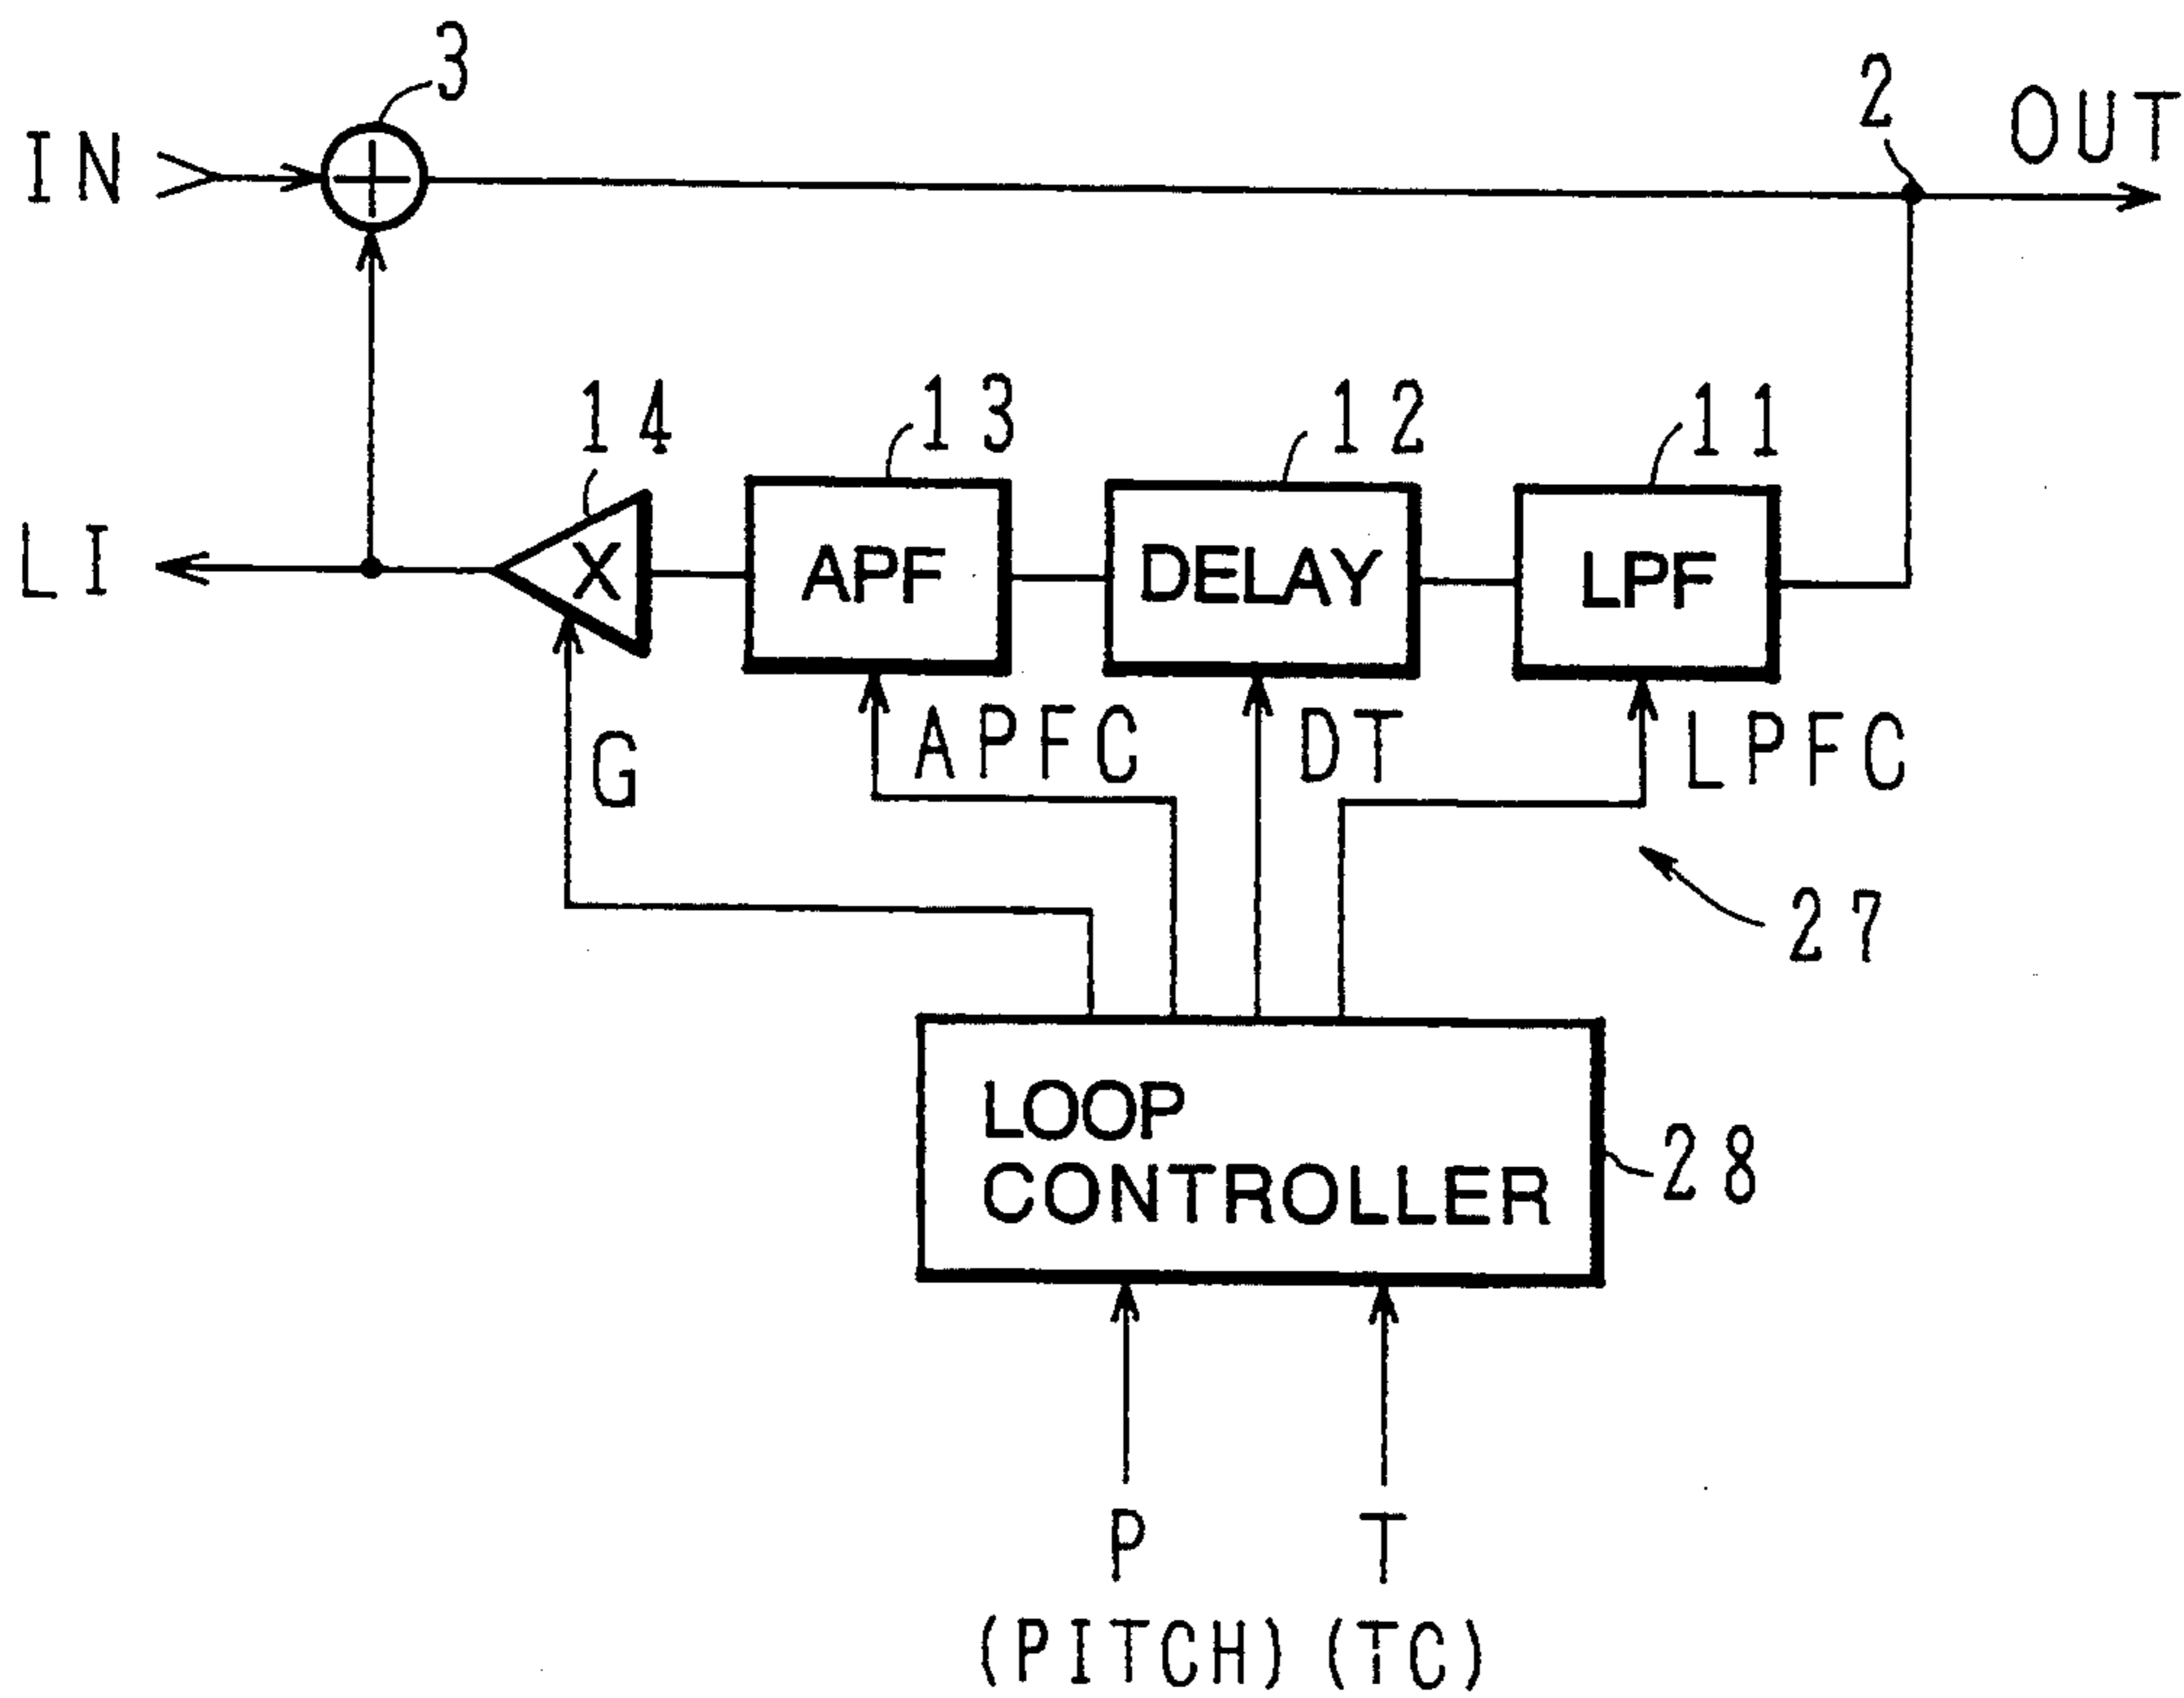 3
2
OUT
IN
14
13
12
11
LI
X
APF
DELAY
LPF
G
APFC
DT
LPFC
27
LOOP
CONTROLLER
28
P
T
(PITCH)
(TC)